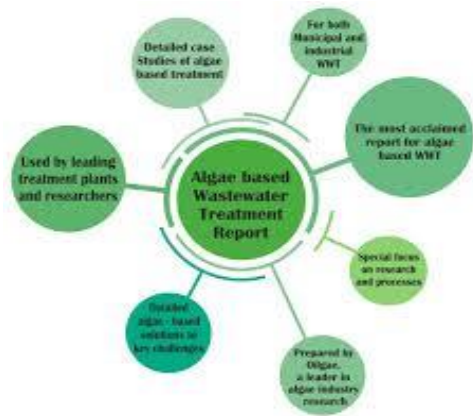 Detailed case
Studies of algae
based treatment
For both
Municipal and
industrial
WWT
The most acclaimed
report for algae
based WWT
Used by leading
treatment plants
and researchers
Algae based
Wastewater
Treatment
Report
Special focus
on research
and processes
Detailed
algae - based
solutions to
key challenges
Prepared by
Oilgae,
a leader in
algae industry
research